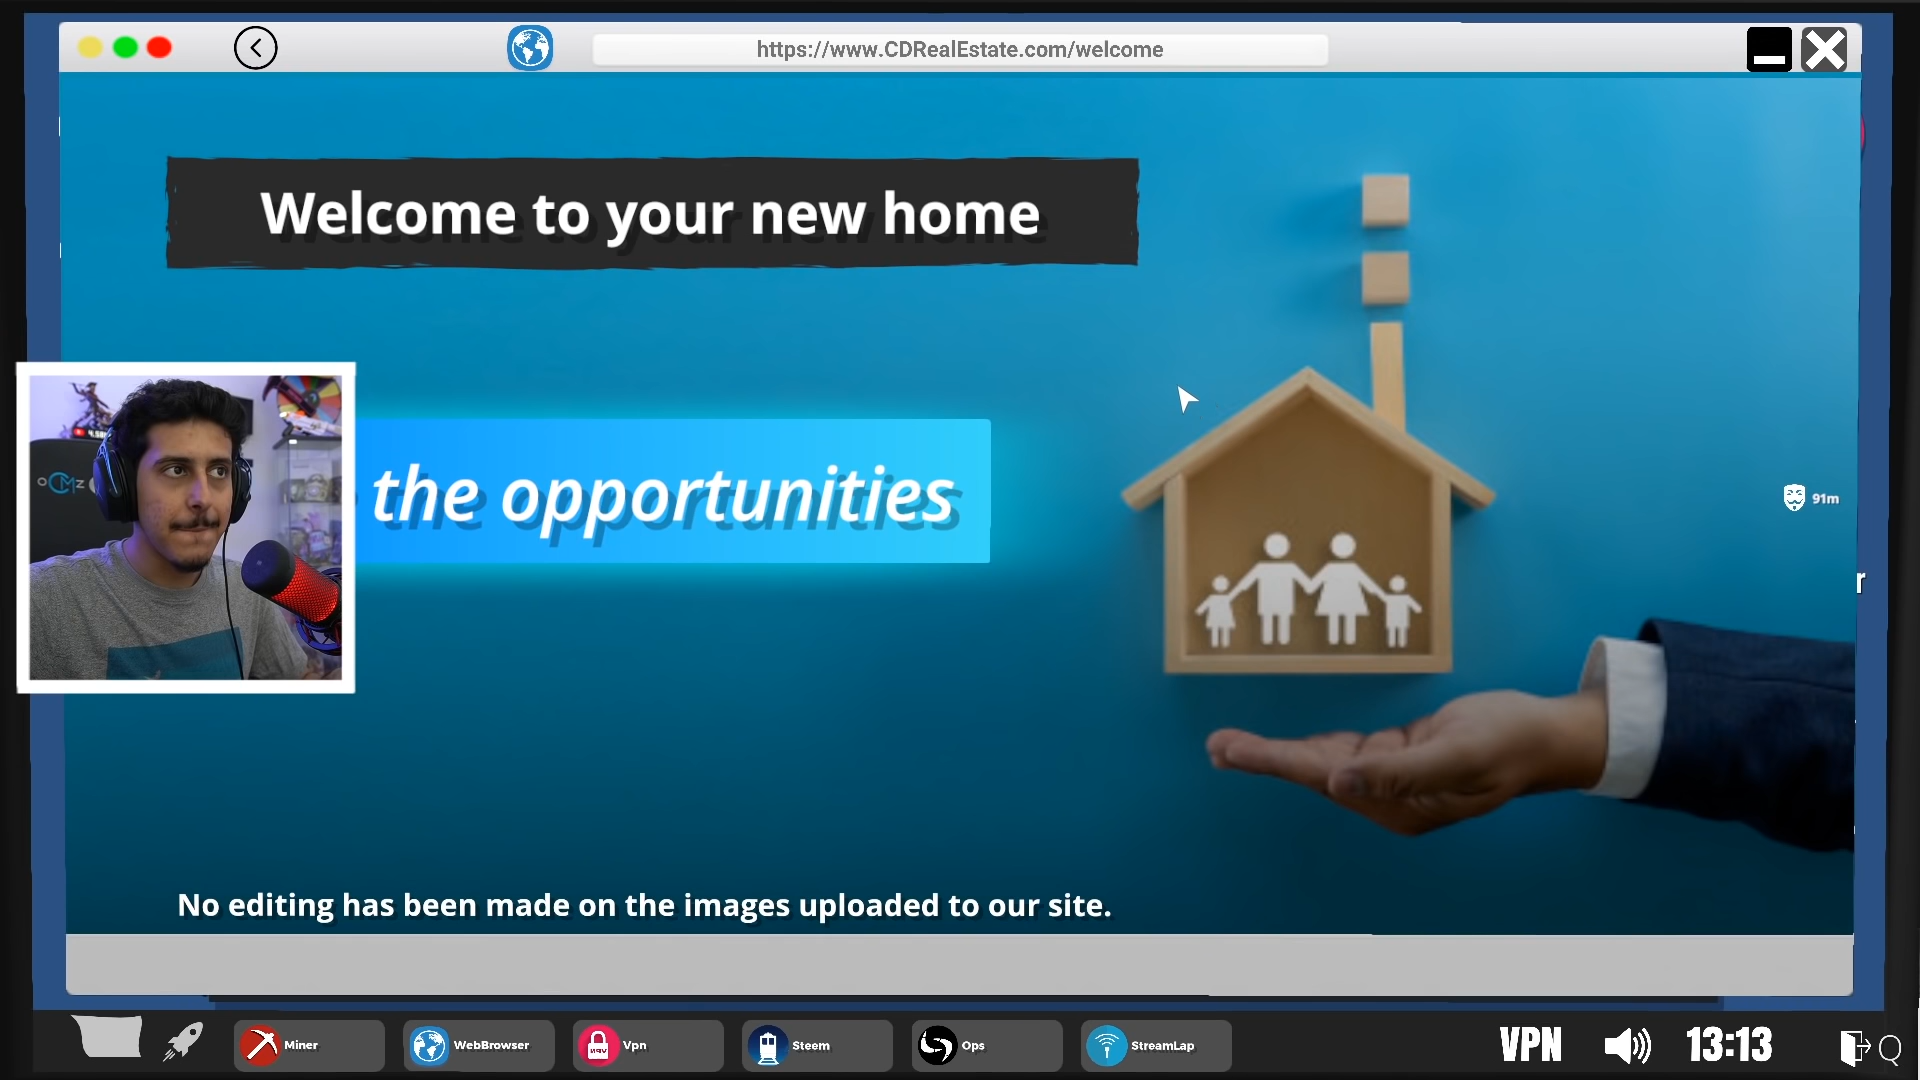 https://www.CDRealEstate.com/welcome
Welcome to your new home
the opportunities
91m
r
No editing has been made on the images uploaded to our site.
Miner
WebBrowser
VPN
Vpn
Steem
Ops
StreamLap
VPN
13:13
Q